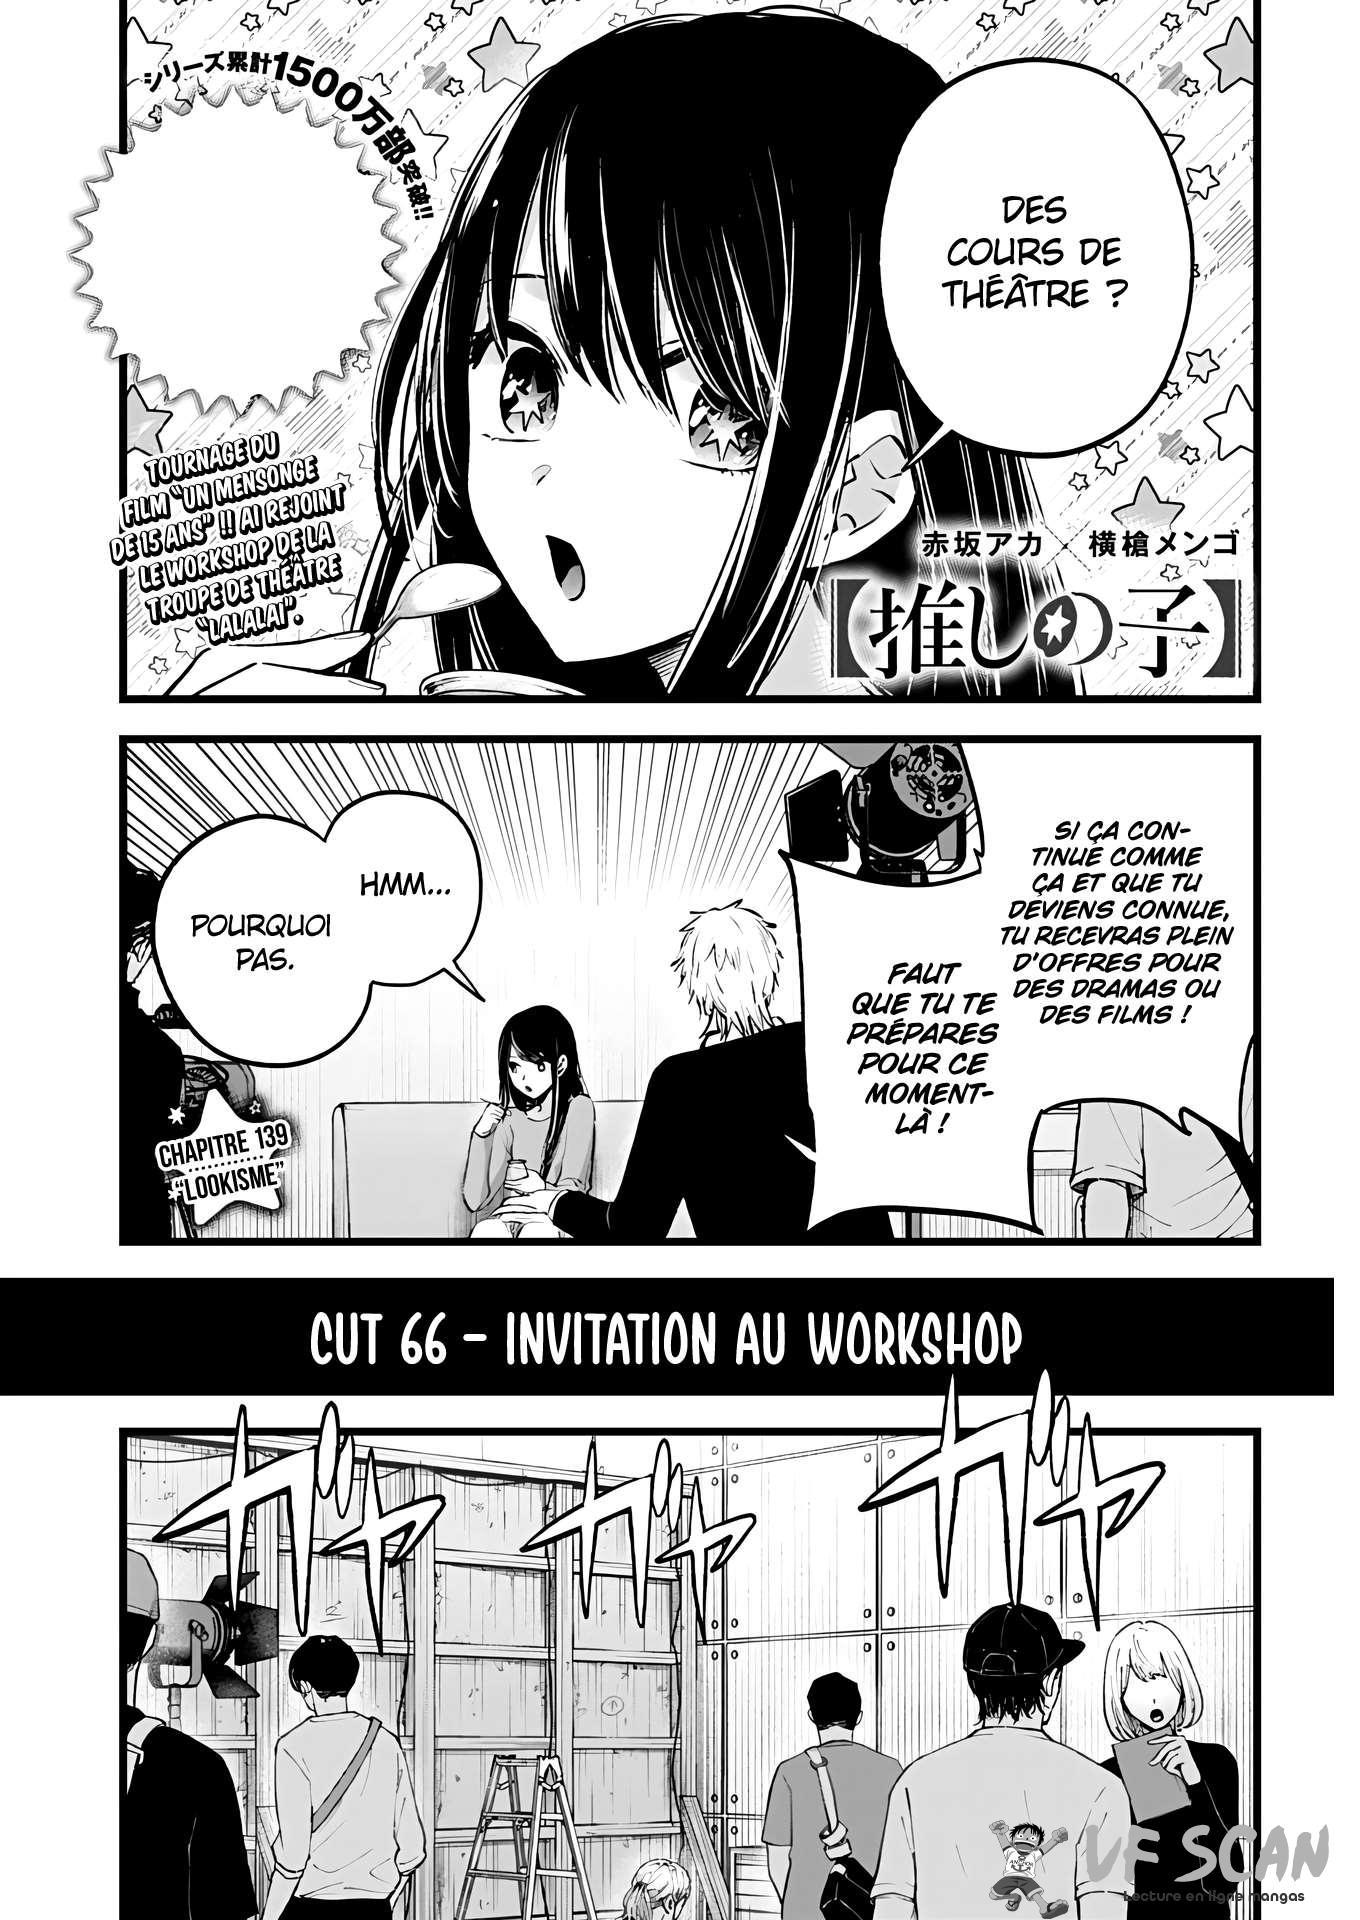 シリーズ累計1500万部突破!!
DES
COURS DE
THÉÂTRE ?
TOURNAGE DU
FILM “UN MENSONGE
DE 15 ANS” !! AI REJOINT
LE WORKSHOP DE LA
TROUPE DE THÉÂTRE
“LALALAI”.
赤坂アカ × 横槍メンゴ
【推しの子】
SI ÇA CON-
TINUE COMME
ÇA ET QUE TU
DEVIENS CONNUE,
TU RECEVRAS PLEIN
D'OFFRES POUR
DES DRAMAS OU
DES FILMS !
FAUT
QUE TU TE
PRÉPARES
POUR CE
MOMENT-
LÀ !
HMM...
POURQUOI
PAS.
CHAPITRE 139
“LOOKISME”
CUT 66 - INVITATION AU WORKSHOP
ガヤ
ガヤ
ガヤ
VF SCAN
Lecture en ligne mangas